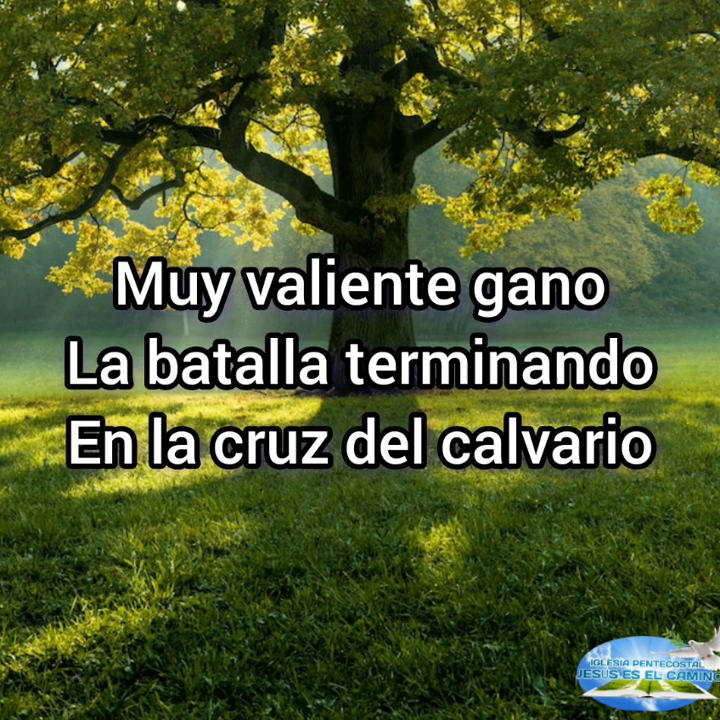 Muy valiente gano
La batalla terminando
En la cruz del calvario
IGLESIA PENTECOSTAL
JESUS ES EL CAMINO